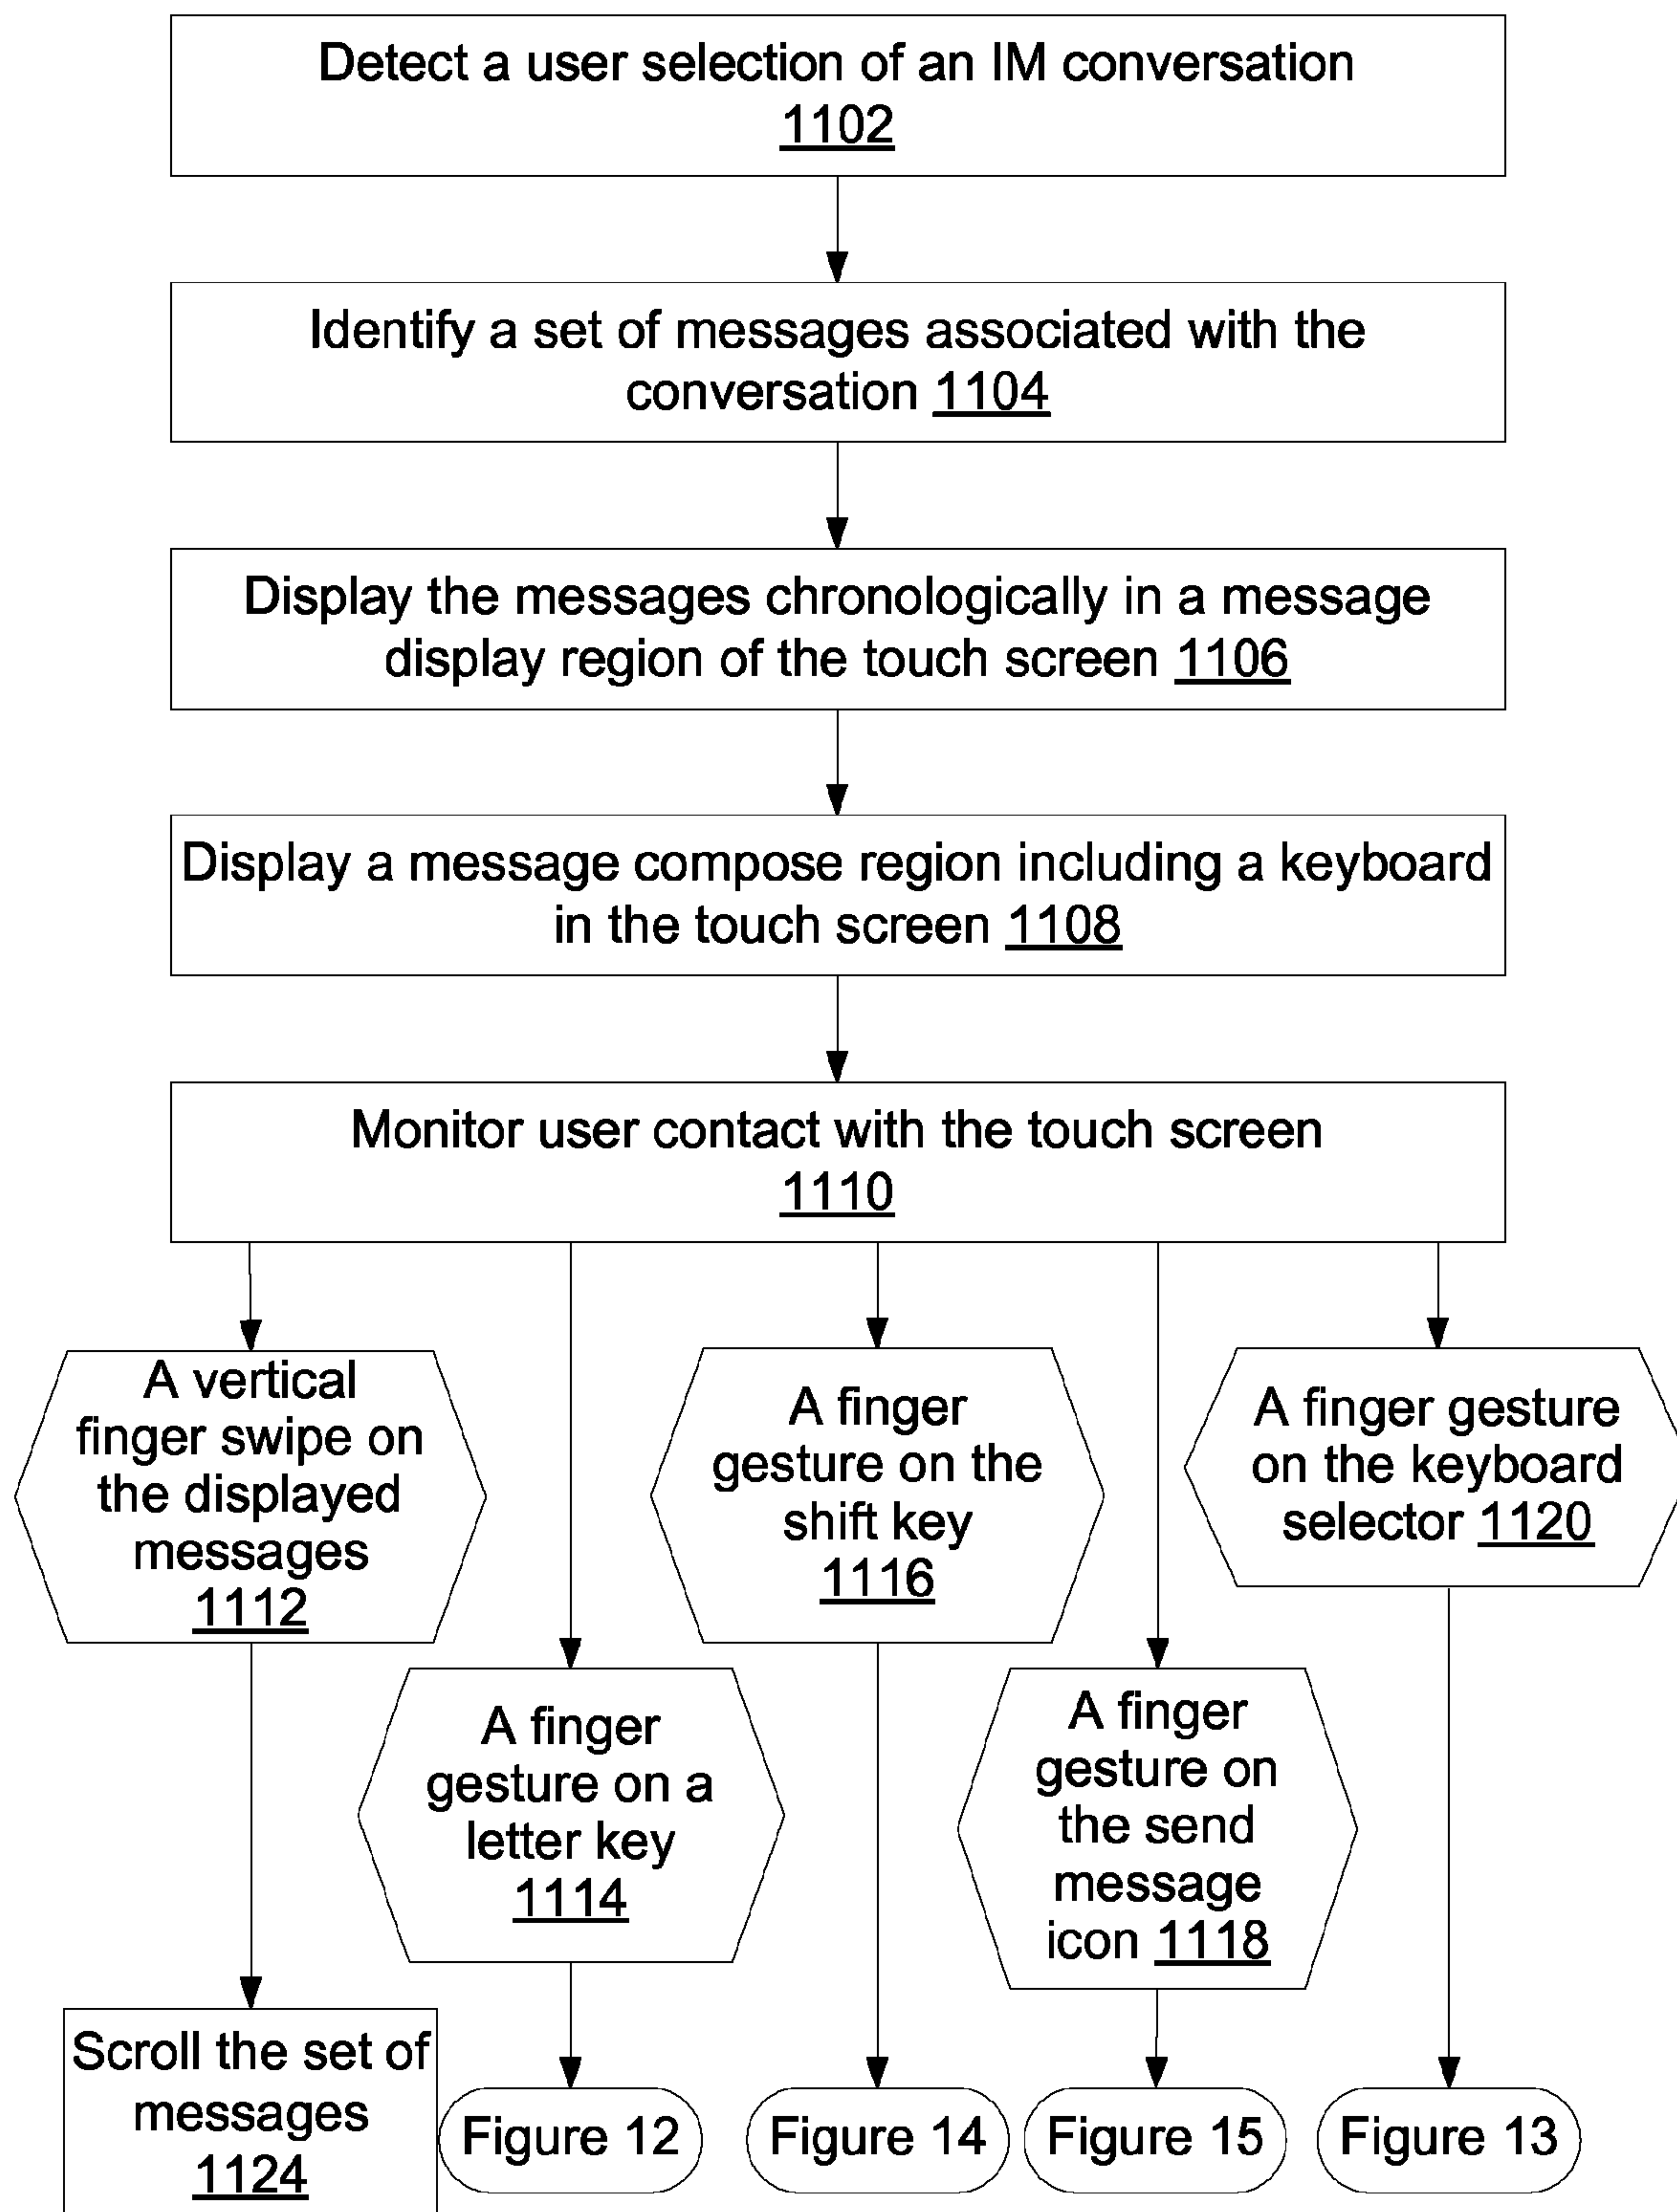 Detect a user selection of an IM conversation
1102
Identify a set of messages associated with the
conversation 1104
Display the messages chronologically in a message
display region of the touch screen 1106
Display a message compose region including a keyboard
in the touch screen 1108
Monitor user contact with the touch screen
1110
A vertical
finger swipe on
the displayed
messages
1112
A finger
gesture on the
shift key
1116
A finger gesture
on the keyboard
selector 1120
A finger
gesture on a
letter key
1114
A finger
gesture on
the send
message
icon 1118
Scroll the set of
messages
1124
Figure 12
Figure 14
Figure 15
Figure 13